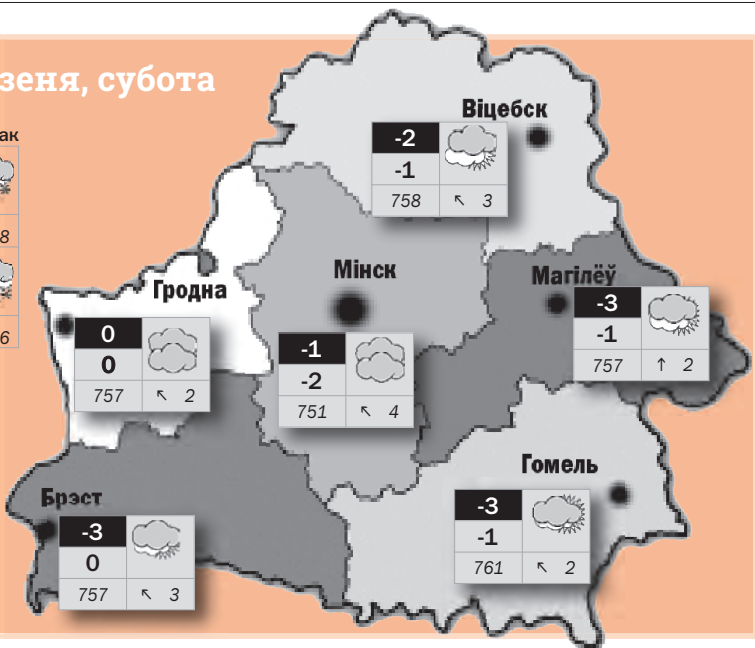 зеня, субота
ак
8
6
Віцебск
-2
-1
758 ↖ 3
Мінск
-1
-2
751 ↖ 4
Магілёў
-3
-1
757 ↑ 2
Гродна
0
0
757 ↖ 2
Гомель
-3
-1
761 ↖ 2
Брэст
-3
0
757 ↖ 3